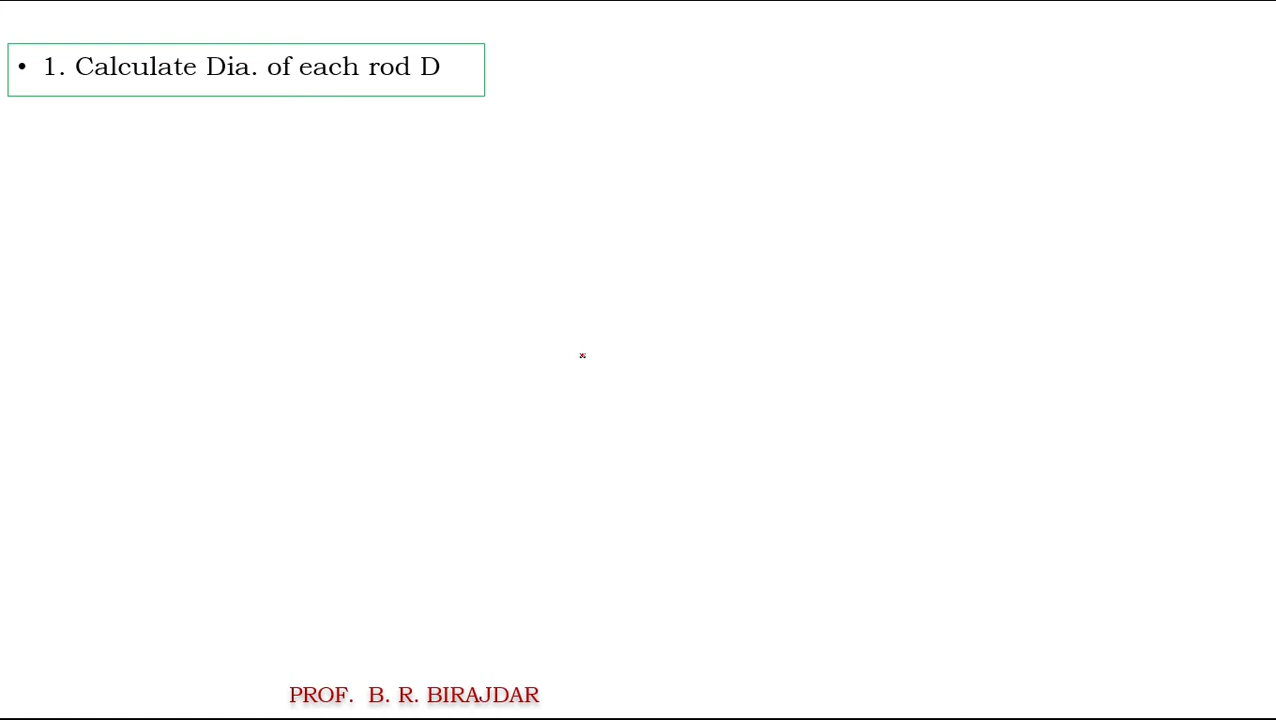 • 1. Calculate Dia. of each rod D
PROF. B. R. BIRAJDAR